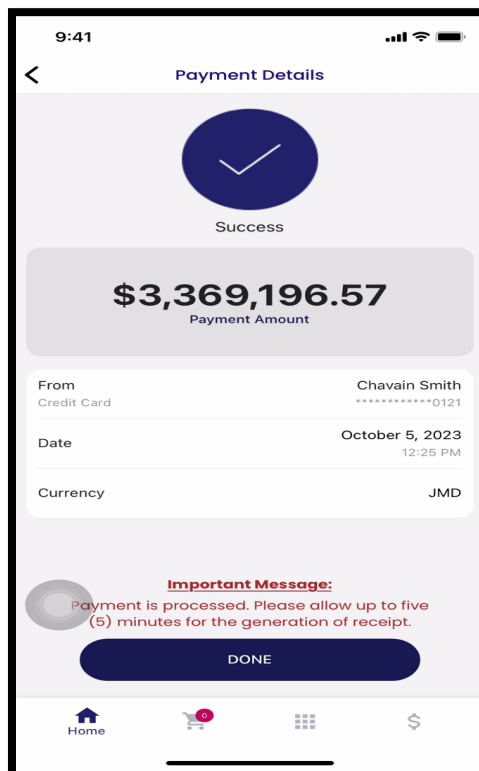 9:41
Payment Details
Success
$3,369,196.57
Payment Amount
From
Chavain Smith
Credit Card
************0121
Date
October 5, 2023
12:25 PM
Currency
JMD
Important Message:
Payment is processed. Please allow up to five
(5) minutes for the generation of receipt.
DONE
0
Home
$